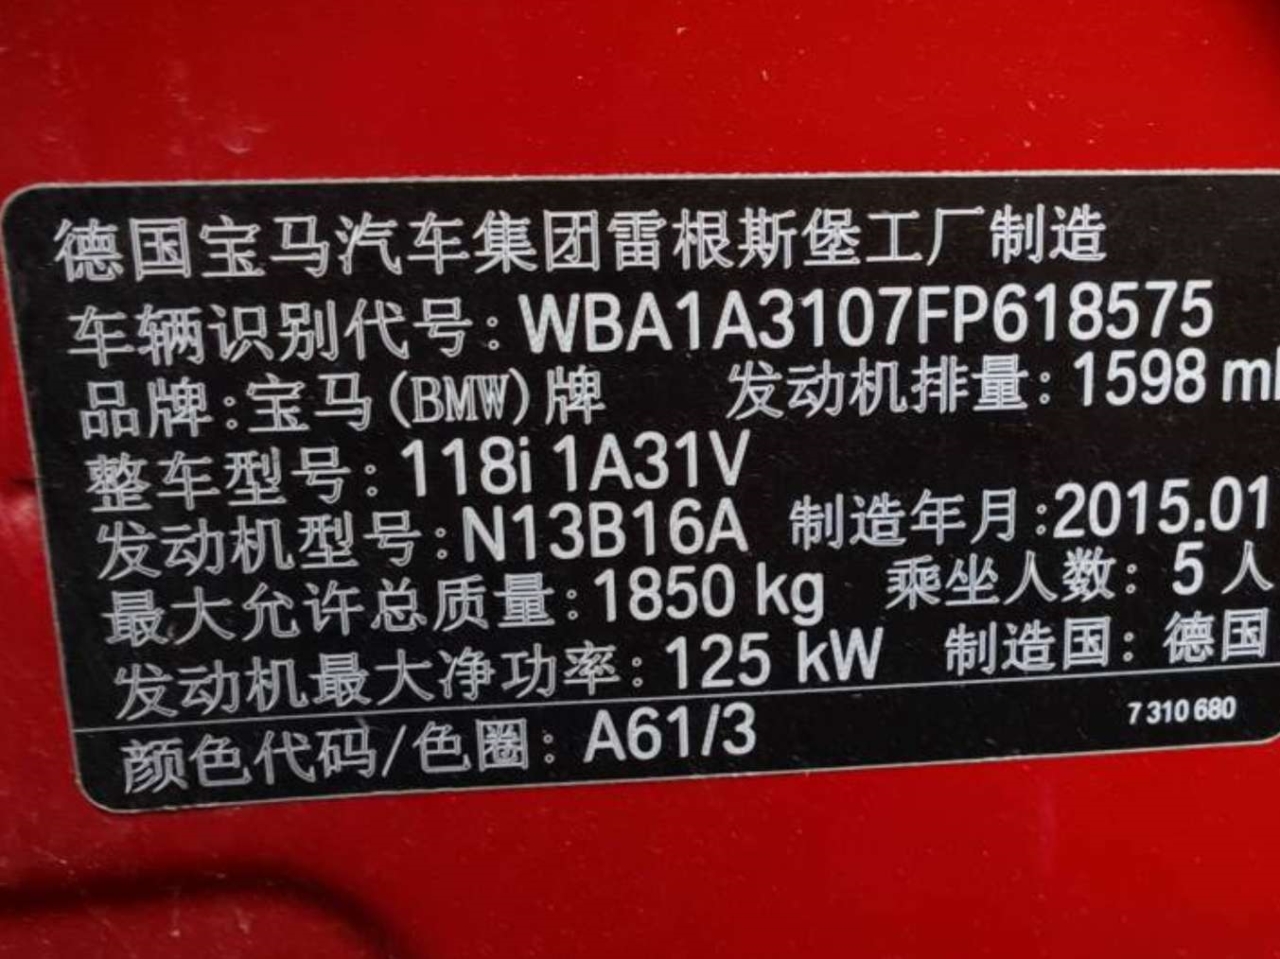 德国宝马汽车集团雷根斯堡工厂制造
车辆识别代号: WBA1A3107FP618575
品牌:宝马(BMW)牌 发动机排量: 1598 ml
整车型号: 118i 1A31V
发动机型号:N13B16A 制造年月:2015.01
最大允许总质量:1850 kg 乘坐人数: 5 人
发动机最大净功率: 125 kW 制造国: 德国
7 310 680
颜色代码/色圈: A61/3